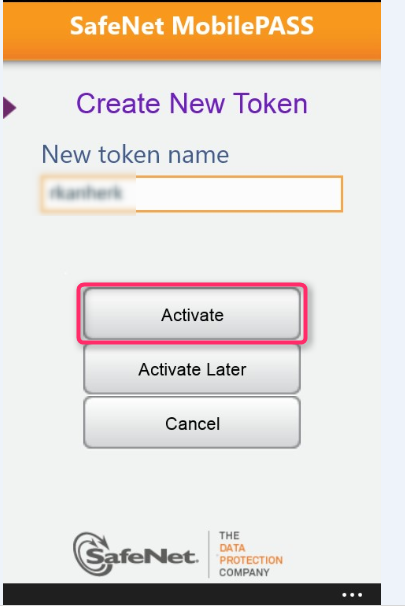 SafeNet MobilePASS
Create New Token
New token name
Activate
Activate Later
Cancel
SafeNet.
THE
DATA
PROTECTION
COMPANY